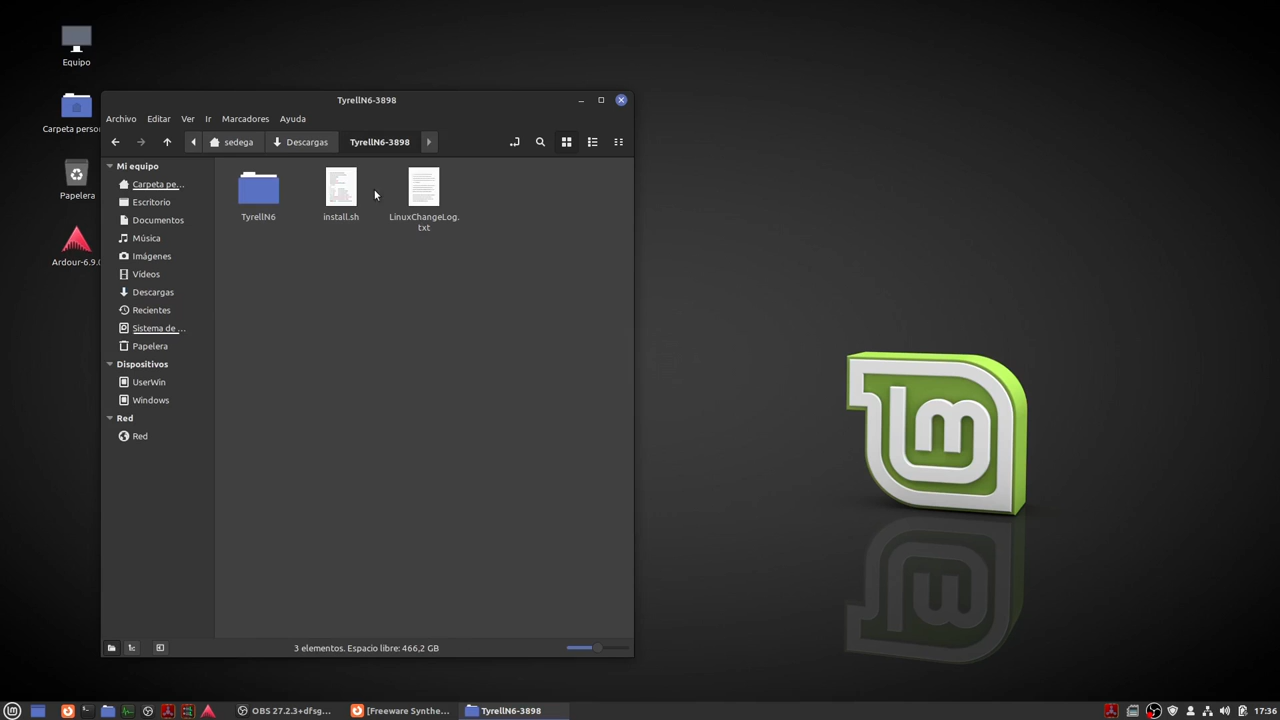 Equipo
Carpeta perso
Papelera
Ardour-6.9.0
TyrellN6-3898
Archivo Editar Ver Ir Marcadores Ayuda
sedega Descargas TyrellN6-3898
Mi equipo
Carpeta pe...
Escritorio
Documentos
Música
Imágenes
Vídeos
Descargas
Recientes
Sistema de ...
Papelera
Dispositivos
UserWin
Windows
Red
Red
TyrellN6
install.sh
LinuxChangeLog.
txt
3 elementos. Espacio libre: 466,2 GB
lm
OBS 27.2.3+dfsg... [Freeware Synthe... TyrellN6-3898 17:36